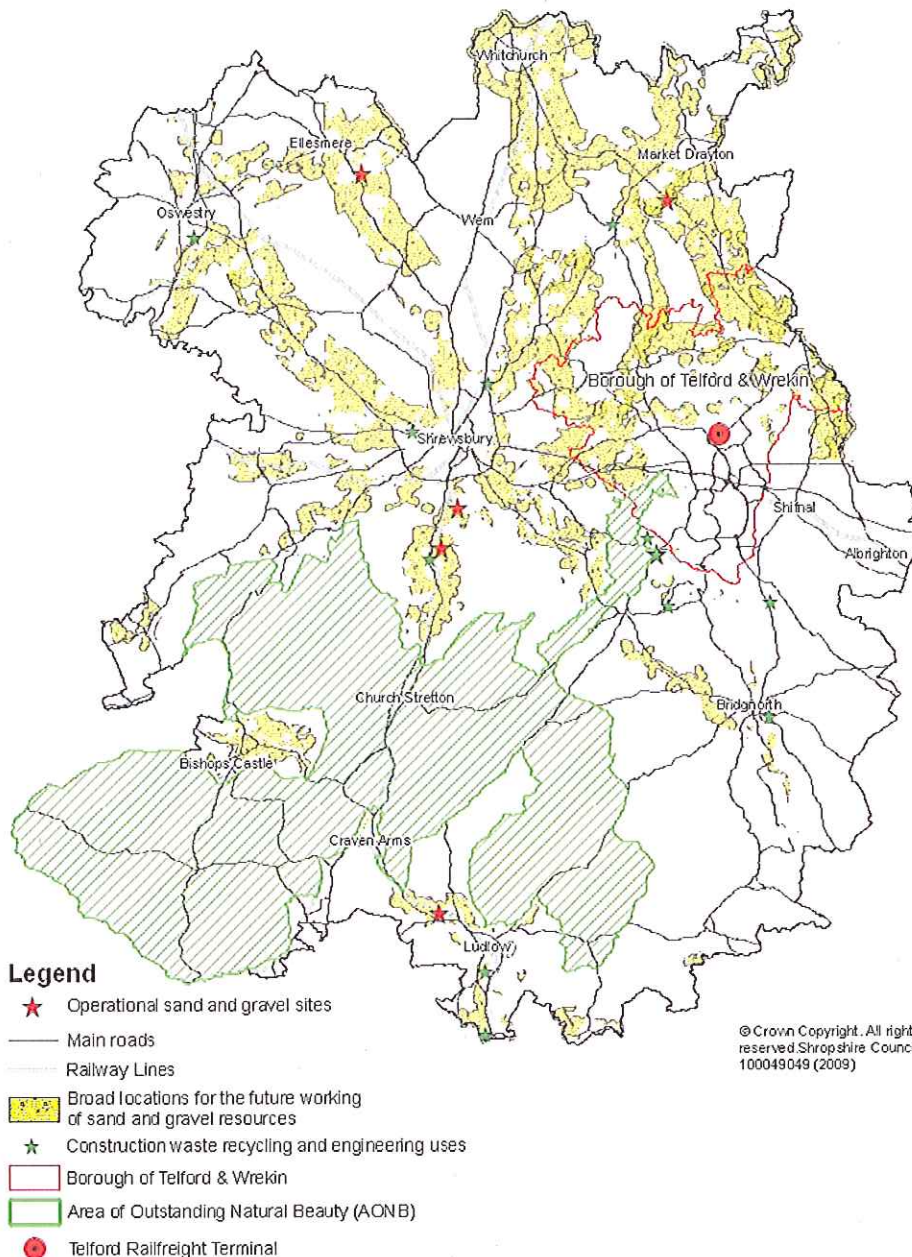 Whitchurch
Ellesmere
Market Drayton
Oswestry
Wem
Borough of Telford & Wrekin
Shrewsbury
Shifnal
Albrighton
Church Stretton
Bridgnorth
Bishops Castle
Craven Arms
Ludlow
Legend
Operational sand and gravel sites
Main roads
Railway Lines
Broad locations for the future working
of sand and gravel resources
Construction waste recycling and engineering uses
Borough of Telford & Wrekin
Area of Outstanding Natural Beauty (AONB)
Telford Railfreight Terminal
© Crown Copyright. All right
reserved.Shropshire Counc
100049049 (2009)